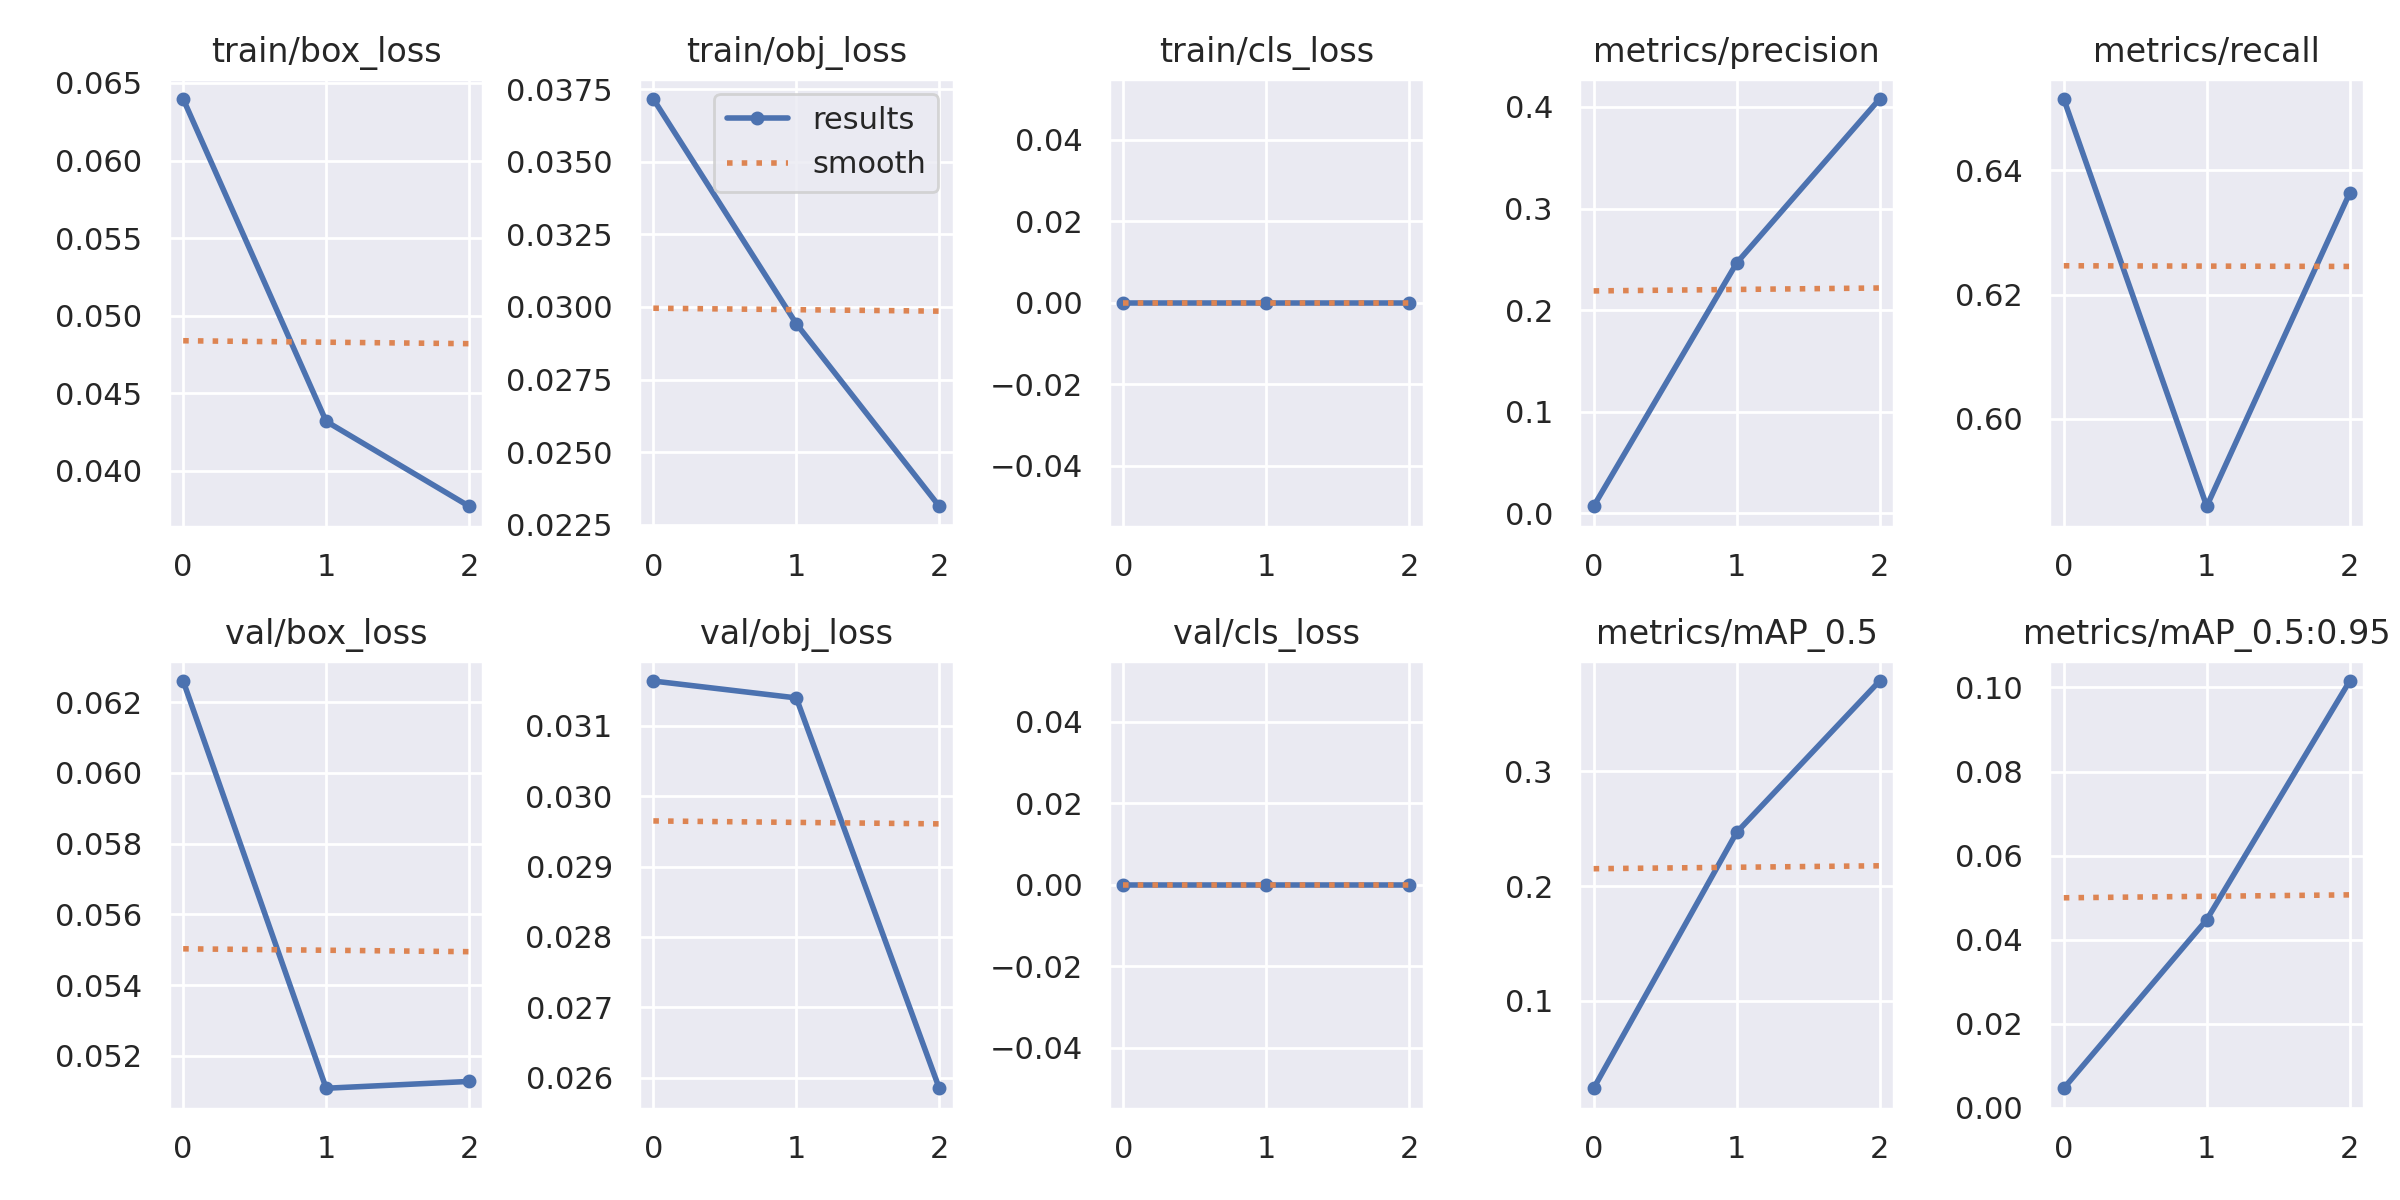 train/box_loss
0.065
0.060
0.055
0.050
0.045
0.040
0 1 2
train/obj_loss
0.0375
0.0350
0.0325
0.0300
0.0275
0.0250
0.0225
results
smooth
0 1 2
train/cls_loss
0.04
0.02
0.00
−0.02
−0.04
0 1 2
metrics/precision
0.4
0.3
0.2
0.1
0.0
0 1 2
metrics/recall
0.64
0.62
0.60
0 1 2
val/box_loss
0.062
0.060
0.058
0.056
0.054
0.052
0 1 2
val/obj_loss
0.031
0.030
0.029
0.028
0.027
0.026
0 1 2
val/cls_loss
0.04
0.02
0.00
−0.02
−0.04
0 1 2
metrics/mAP_0.5
0.3
0.2
0.1
0 1 2
metrics/mAP_0.5:0.95
0.10
0.08
0.06
0.04
0.02
0.00
0 1 2